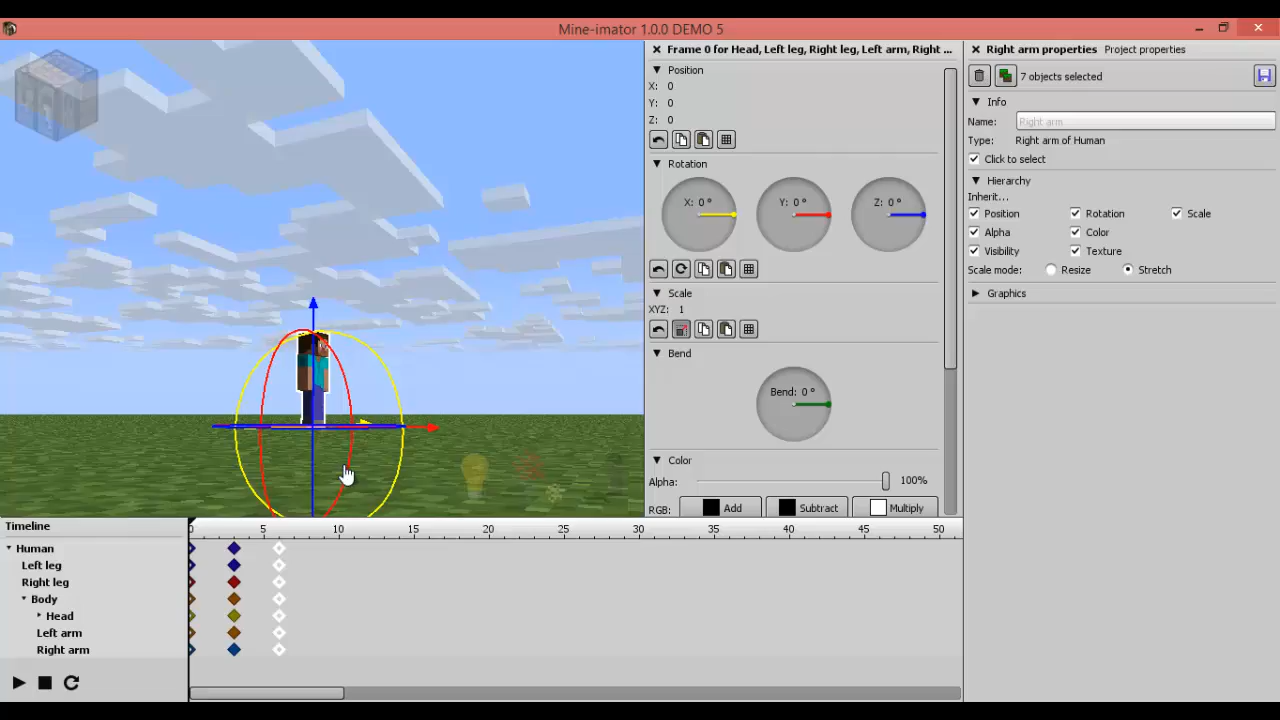 Mine-imator 1.0.0 DEMO 5
Frame 0 for Head, Left leg, Right leg, Left arm, Right ...
Position
X: 0
Y: 0
Z: 0
Rotation
X: 0 °
Y: 0 °
Z: 0 °
Scale
XYZ: 1
Bend
Bend: 0 °
Color
Alpha: 100%
RGB: Add Subtract Multiply
Right arm properties Project properties
7 objects selected
Info
Name: Right arm
Type: Right arm of Human
Click to select
Hierarchy
Inherit...
Position Rotation Scale
Alpha Color
Visibility Texture
Scale mode: Resize Stretch
Graphics
Timeline
0 5 10 15 20 25 30 35 40 45 50
Human
Left leg
Right leg
Body
Head
Left arm
Right arm